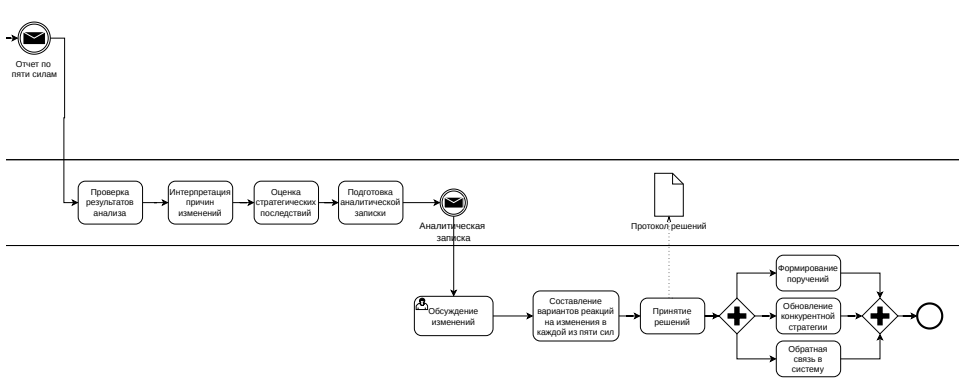 Отчет по
пяти силам
Проверка
результатов
анализа
Интерпретация
причин
изменений
Оценка
стратегических
последствий
Подготовка
аналитической
записки
Аналитическая
записка
Протокол решений
Обсуждение
изменений
Составление
вариантов реакций
на изменения в
каждой из пяти сил
Принятие
решений
Формирование
поручений
Обновление
конкурентной
стратегии
Обратная
связь в
систему